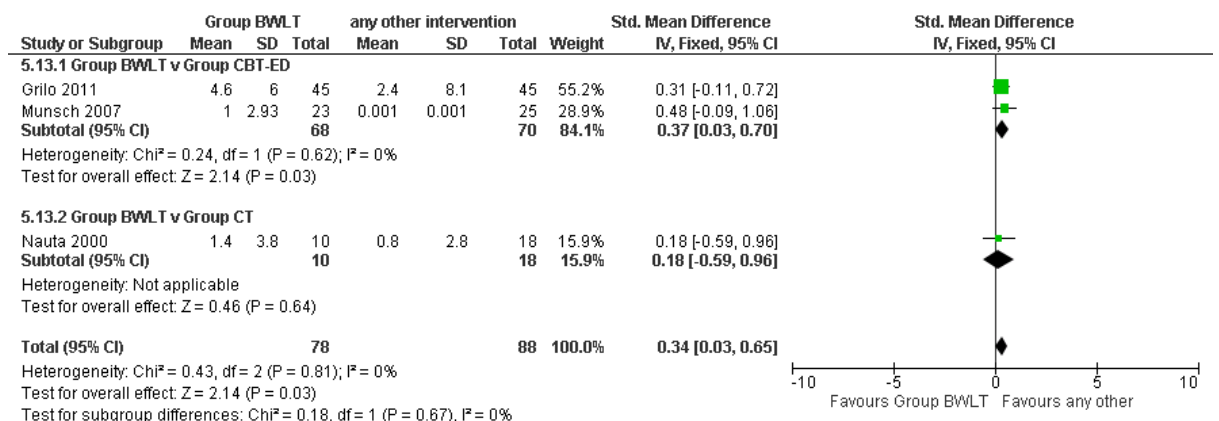 Group BWLT any other intervention Std. Mean Difference Std. Mean Difference
Study or Subgroup Mean SD Total Mean SD Total Weight IV, Fixed, 95% CI IV, Fixed, 95% CI
5.13.1 Group BWLT v Group CBT-ED
Grilo 2011 4.6 6 45 2.4 8.1 45 55.2% 0.31 [-0.11, 0.72]
Munsch 2007 1 2.93 23 0.001 0.001 25 28.9% 0.48 [-0.09, 1.06]
Subtotal (95% CI) 68 70 84.1% 0.37 [0.03, 0.70]
Heterogeneity: Chi² = 0.24, df = 1 (P = 0.62); I² = 0%
Test for overall effect: Z = 2.14 (P = 0.03)
5.13.2 Group BWLT v Group CT
Nauta 2000 1.4 3.8 10 0.8 2.8 18 15.9% 0.18 [-0.59, 0.96]
Subtotal (95% CI) 10 18 15.9% 0.18 [-0.59, 0.96]
Heterogeneity: Not applicable
Test for overall effect: Z = 0.46 (P = 0.64)
Total (95% CI) 78 88 100.0% 0.34 [0.03, 0.65]
Heterogeneity: Chi² = 0.43, df = 2 (P = 0.81); I² = 0%
Test for overall effect: Z = 2.14 (P = 0.03)
Test for subgroup differences: Chi² = 0.18, df = 1 (P = 0.67), I² = 0%
-10 -5 0 5 10
Favours Group BWLT Favours any other